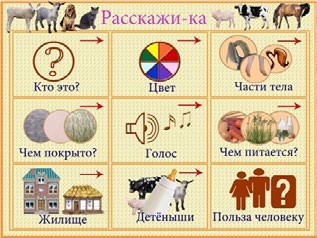 Расскажи-ка
Кто это?
Цвет
Части тела
Чем покрыто?
Голос
Чем питается?
Жилище
Детёныши
Польза человеку